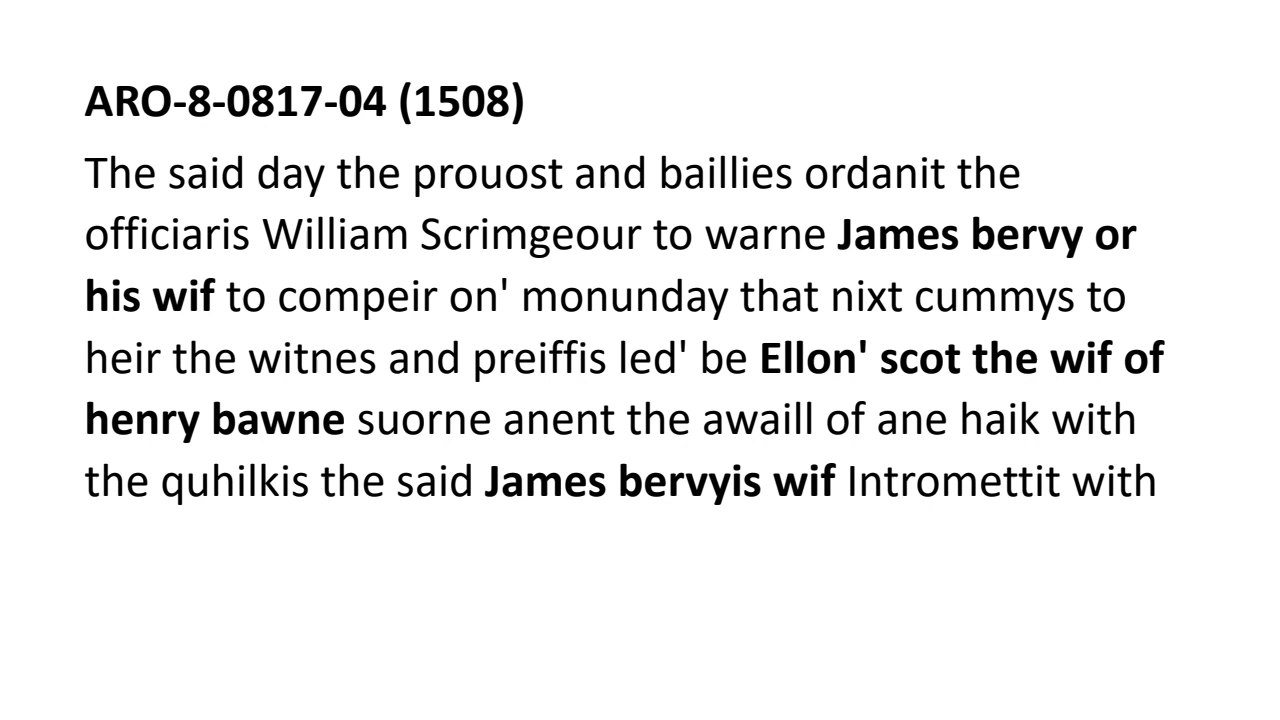 ARO-8-0817-04 (1508)
The said day the prouost and baillies ordanit the
officiaris William Scrimgeour to warne James bervy or
his wif to compeir on' monunday that nixt cummys to
heir the witnes and preiffis led' be Ellon' scot the wif of
henry bawne suorne anent the awaill of ane haik with
the quhilkis the said James bervyis wif Intromettit with